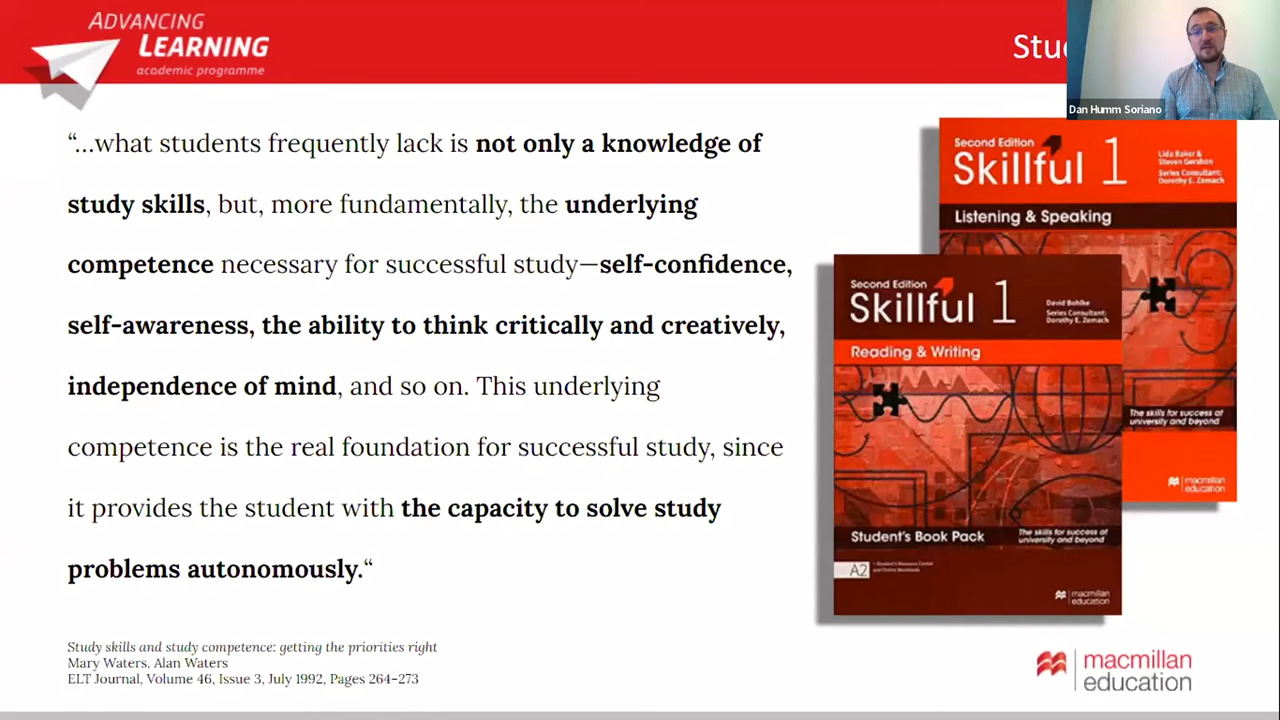 ADVANCING
LEARNING
academic programme
Stu
Dan Humm Soriano
“…what students frequently lack is not only a knowledge of
study skills, but, more fundamentally, the underlying
competence necessary for successful study—self-confidence,
self-awareness, the ability to think critically and creatively,
independence of mind, and so on. This underlying
competence is the real foundation for successful study, since
it provides the student with the capacity to solve study
problems autonomously.“
Study skills and study competence: getting the priorities right
Mary Waters, Alan Waters
ELT Journal, Volume 46, Issue 3, July 1992, Pages 264–273
Second Edition
Skillful 1
Lida Baker &
Steven Gershon
Series Consultant:
Dorothy E. Zemach
Listening & Speaking
The skills for success at
university and beyond
macmillan
education
Second Edition
Skillful 1
David Bohlke
Series Consultant:
Dorothy E. Zemach
Reading & Writing
Student's Book Pack
The skills for success at
university and beyond
A2
macmillan
education
macmillan
education